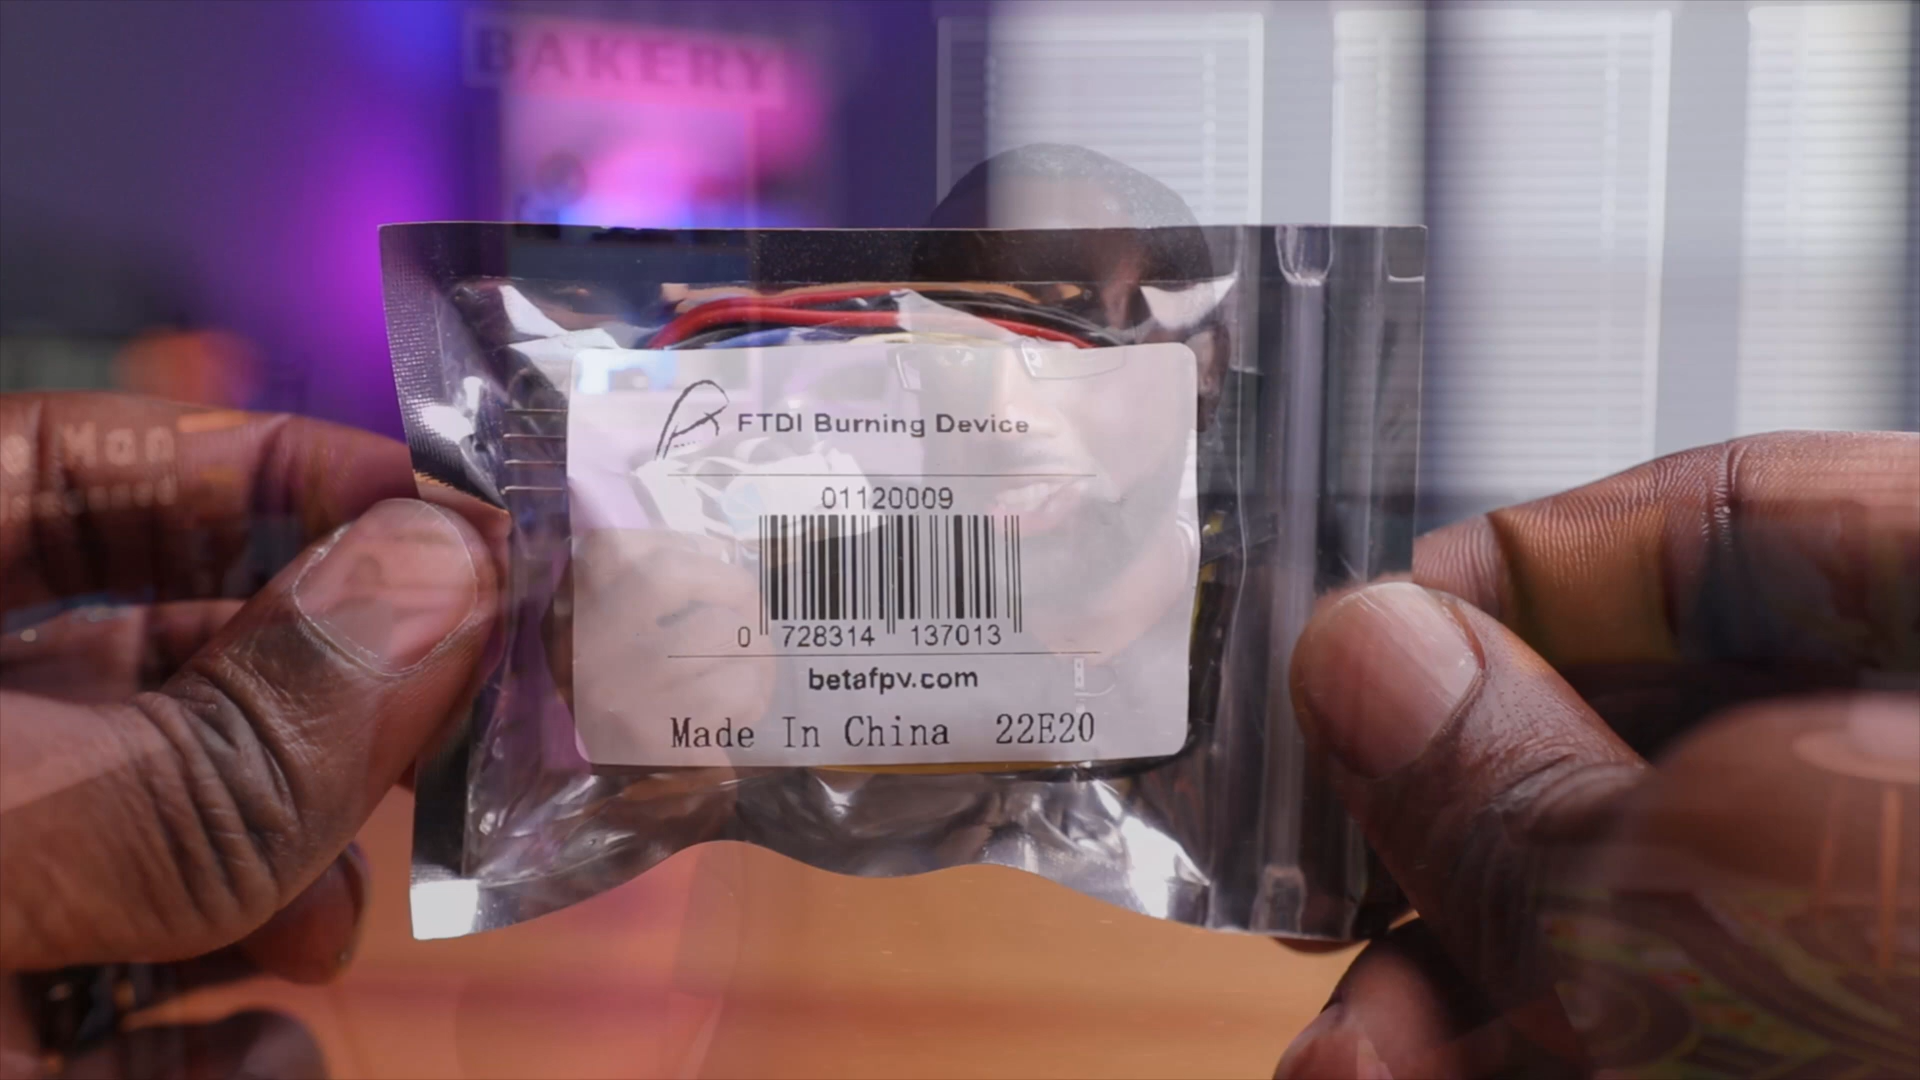 BAKERY
FTDI Burning Device
01120009
0 728314 137013
betafpv.com
Made In China 22E20